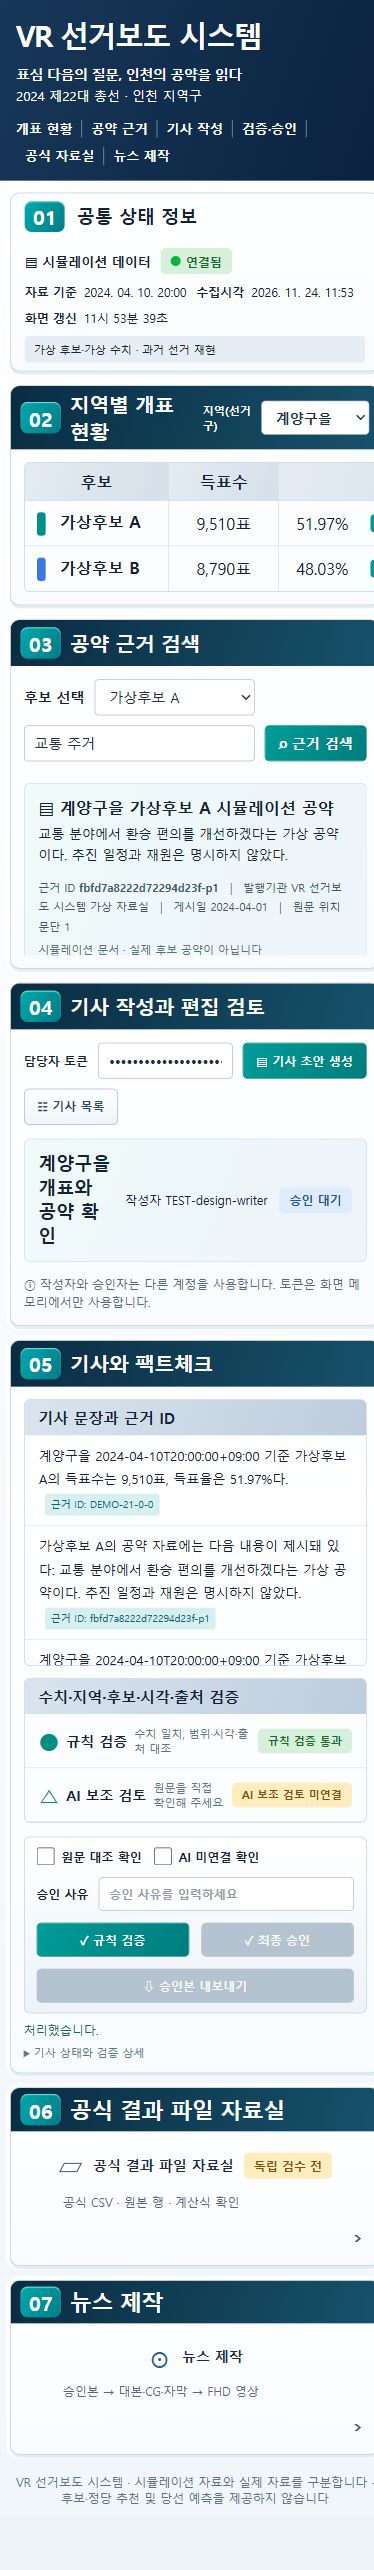 VR 선거보도 시스템
표심 다음의 질문, 인천의 공약을 읽다
2024 제22대 총선 · 인천 지역구
개표 현황 | 공약 근거 | 기사 작성 | 검증·승인 |
공식 자료실 | 뉴스 제작
01 공통 상태 정보
시뮬레이션 데이터 연결됨
자료 기준 2024. 04. 10. 20:00 수집시각 2026. 11. 24. 11:53
화면 갱신 11시 53분 39초
가상 후보·가상 수치 · 과거 선거 재현
02 지역별 개표 현황 지역(선거구) 계양구을
후보 득표수
가상후보 A 9,510표 51.97%
가상후보 B 8,790표 48.03%
03 공약 근거 검색
후보 선택 가상후보 A
교통 주거 근거 검색
계양구을 가상후보 A 시뮬레이션 공약
교통 분야에서 환승 편의를 개선하겠다는 가상 공약
이다. 추진 일정과 재원은 명시하지 않았다.
근거 ID fbfd7a8222d72294d23f-p1 | 발행기관 VR 선거보
도 시스템 가상 자료실 | 게시일 2024-04-01 | 원문 위치
문단 1
시뮬레이션 문서 · 실제 후보 공약이 아닙니다
04 기사 작성과 편집 검토
담당자 토큰 •••••••••••••••••• 기사 초안 생성
기사 목록
계양구을
개표와
공약 확
인
작성자 TEST-design-writer 승인 대기
ⓘ 작성자와 승인자는 다른 계정을 사용합니다. 토큰은 화면 메
모리에서만 사용합니다.
05 기사와 팩트체크
기사 문장과 근거 ID
계양구을 2024-04-10T20:00:00+09:00 기준 가상후보
A의 득표수는 9,510표, 득표율은 51.97%다.
근거 ID: DEMO-21-0-0
가상후보 A의 공약 자료에는 다음 내용이 제시돼 있
다: 교통 분야에서 환승 편의를 개선하겠다는 가상 공
약이다. 추진 일정과 재원은 명시하지 않았다.
근거 ID: fbfd7a8222d72294d23f-p1
계양구을 2024-04-10T20:00:00+09:00 기준 가상후보
수치·지역·후보·시각·출처 검증
규칙 검증 수치 일치, 범위·시각·출처 대조 규칙 검증 통과
AI 보조 검토 원문을 직접 확인해 주세요 AI 보조 검토 미연결
원문 대조 확인 AI 미연결 확인
승인 사유 승인 사유를 입력하세요
✓ 규칙 검증 ✓ 최종 승인
⇩ 승인본 내보내기
처리했습니다.
▸ 기사 상태와 검증 상세
06 공식 결과 파일 자료실
공식 결과 파일 자료실 독립 검수 전
공식 CSV · 원본 행 · 계산식 확인
›
07 뉴스 제작
뉴스 제작
승인본 → 대본·CG·자막 → FHD 영상
›
VR 선거보도 시스템 · 시뮬레이션 자료와 실제 자료를 구분합니다 ·
후보·정당 추천 및 당선 예측을 제공하지 않습니다